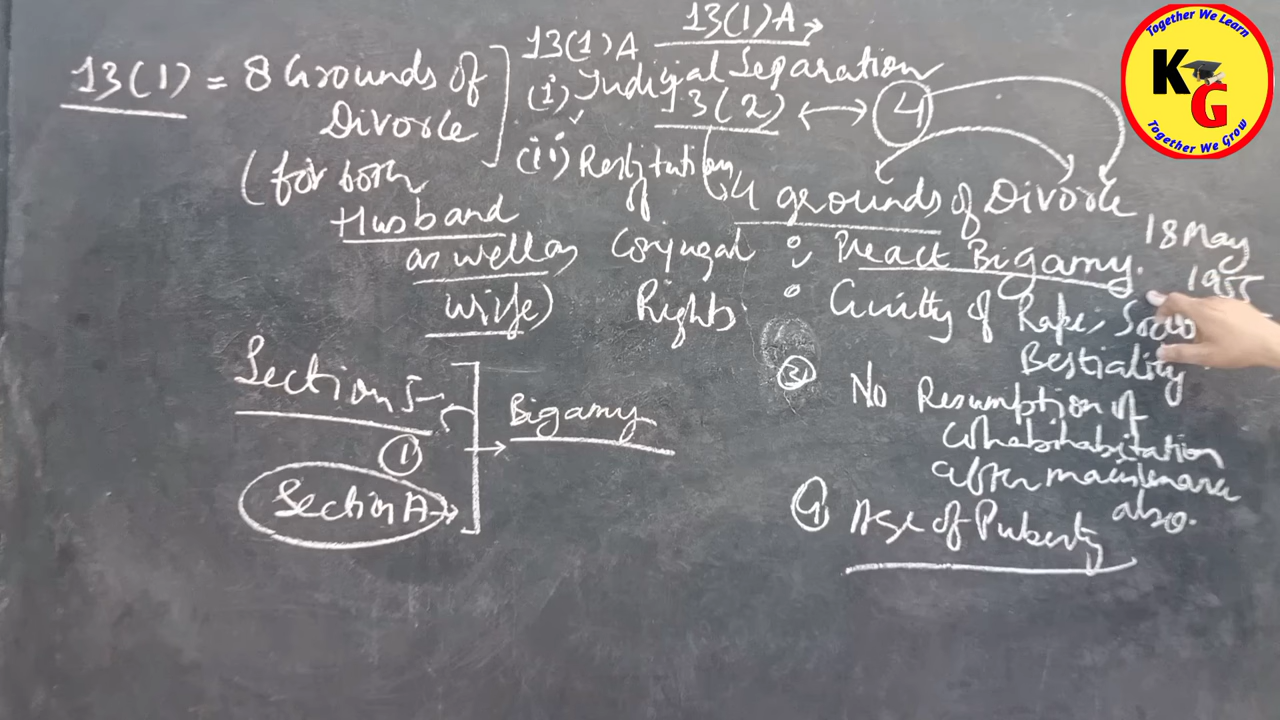 13(1) = 8 Grounds of
Divorce
(for both
Husband
as well as
wife)
13(1)A 13(1)A
(i) Judicial Separation
(ii) Restitution
of
Conjugal
Rights
13(2) ↔ 4
4 grounds of Divorce
Preact Bigamy.
18 May
1955
Guilty of Rape,
Bestiality
③ No Resumption of
Cohabihabitation
after maintenance
also.
④ Age of Puberty
Section 5
①
Section A
→ Bigamy
Together We Learn
KG
Together We Grow